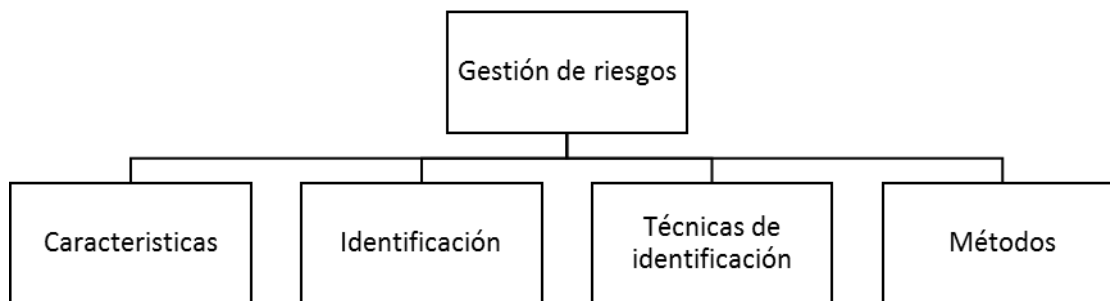 Gestión de riesgos
Caracteristicas
Identificación
Técnicas de
identificación
Métodos